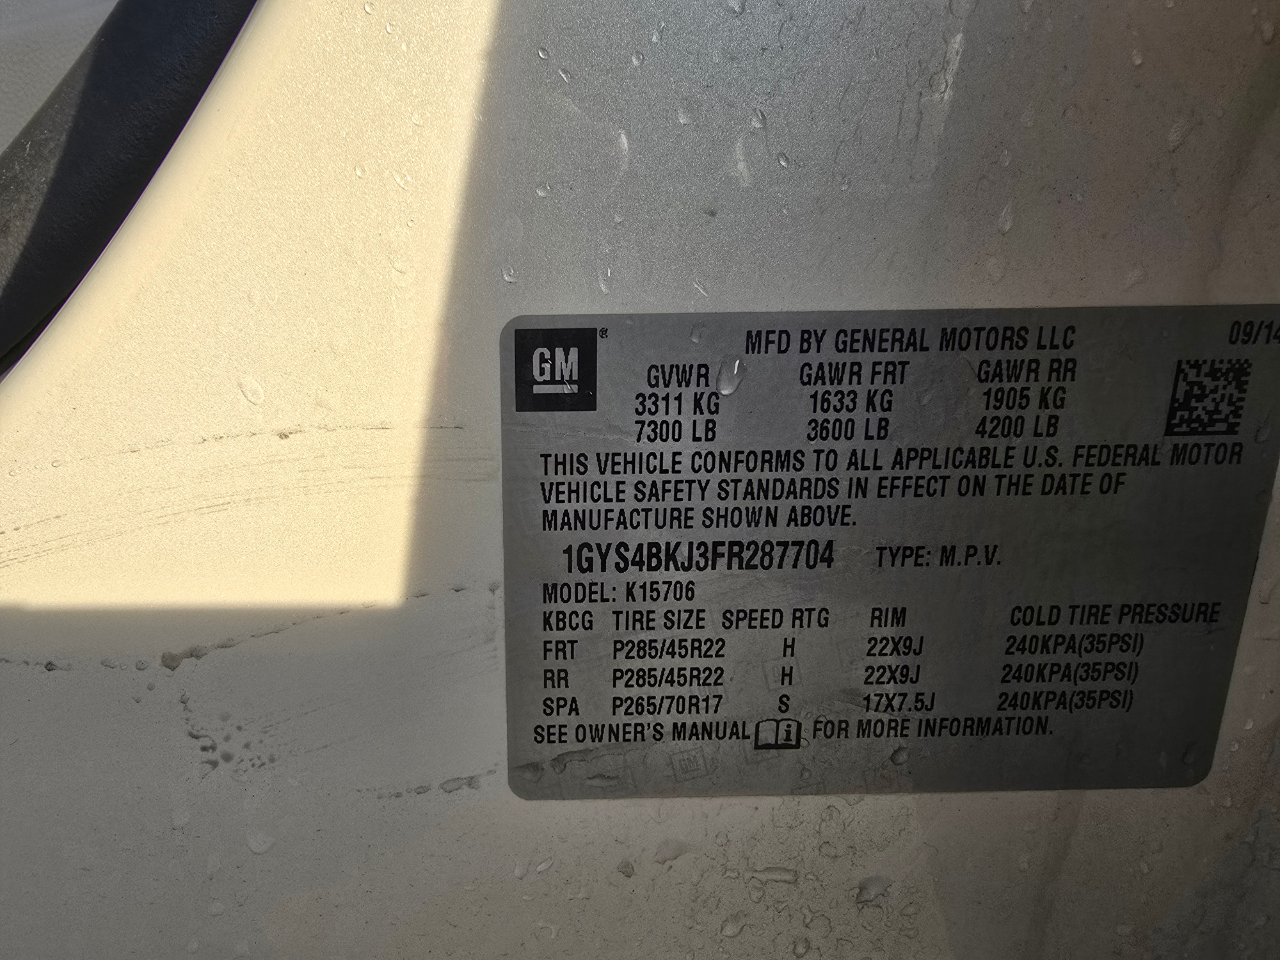 GM ®
MFD BY GENERAL MOTORS LLC 09/14
GVWR GAWR FRT GAWR RR
3311 KG 1633 KG 1905 KG
7300 LB 3600 LB 4200 LB
THIS VEHICLE CONFORMS TO ALL APPLICABLE U.S. FEDERAL MOTOR
VEHICLE SAFETY STANDARDS IN EFFECT ON THE DATE OF
MANUFACTURE SHOWN ABOVE.
1GYS4BKJ3FR287704 TYPE: M.P.V.
MODEL: K15706
KBCG TIRE SIZE SPEED RTG RIM COLD TIRE PRESSURE
FRT P285/45R22 H 22X9J 240KPA(35PSI)
RR P285/45R22 H 22X9J 240KPA(35PSI)
SPA P265/70R17 S 17X7.5J 240KPA(35PSI)
SEE OWNER'S MANUAL i FOR MORE INFORMATION.
GM